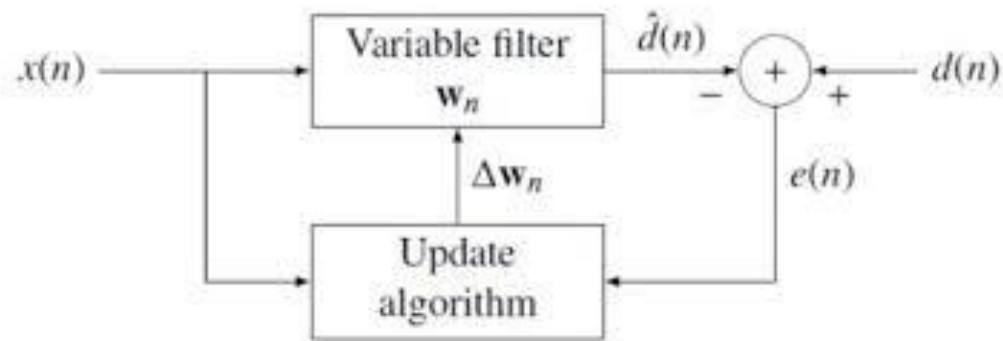 x(n)
Variable filter
𝐰ₙ
d̂(n)
−
+
+
d(n)
Δ𝐰ₙ
e(n)
Update
algorithm